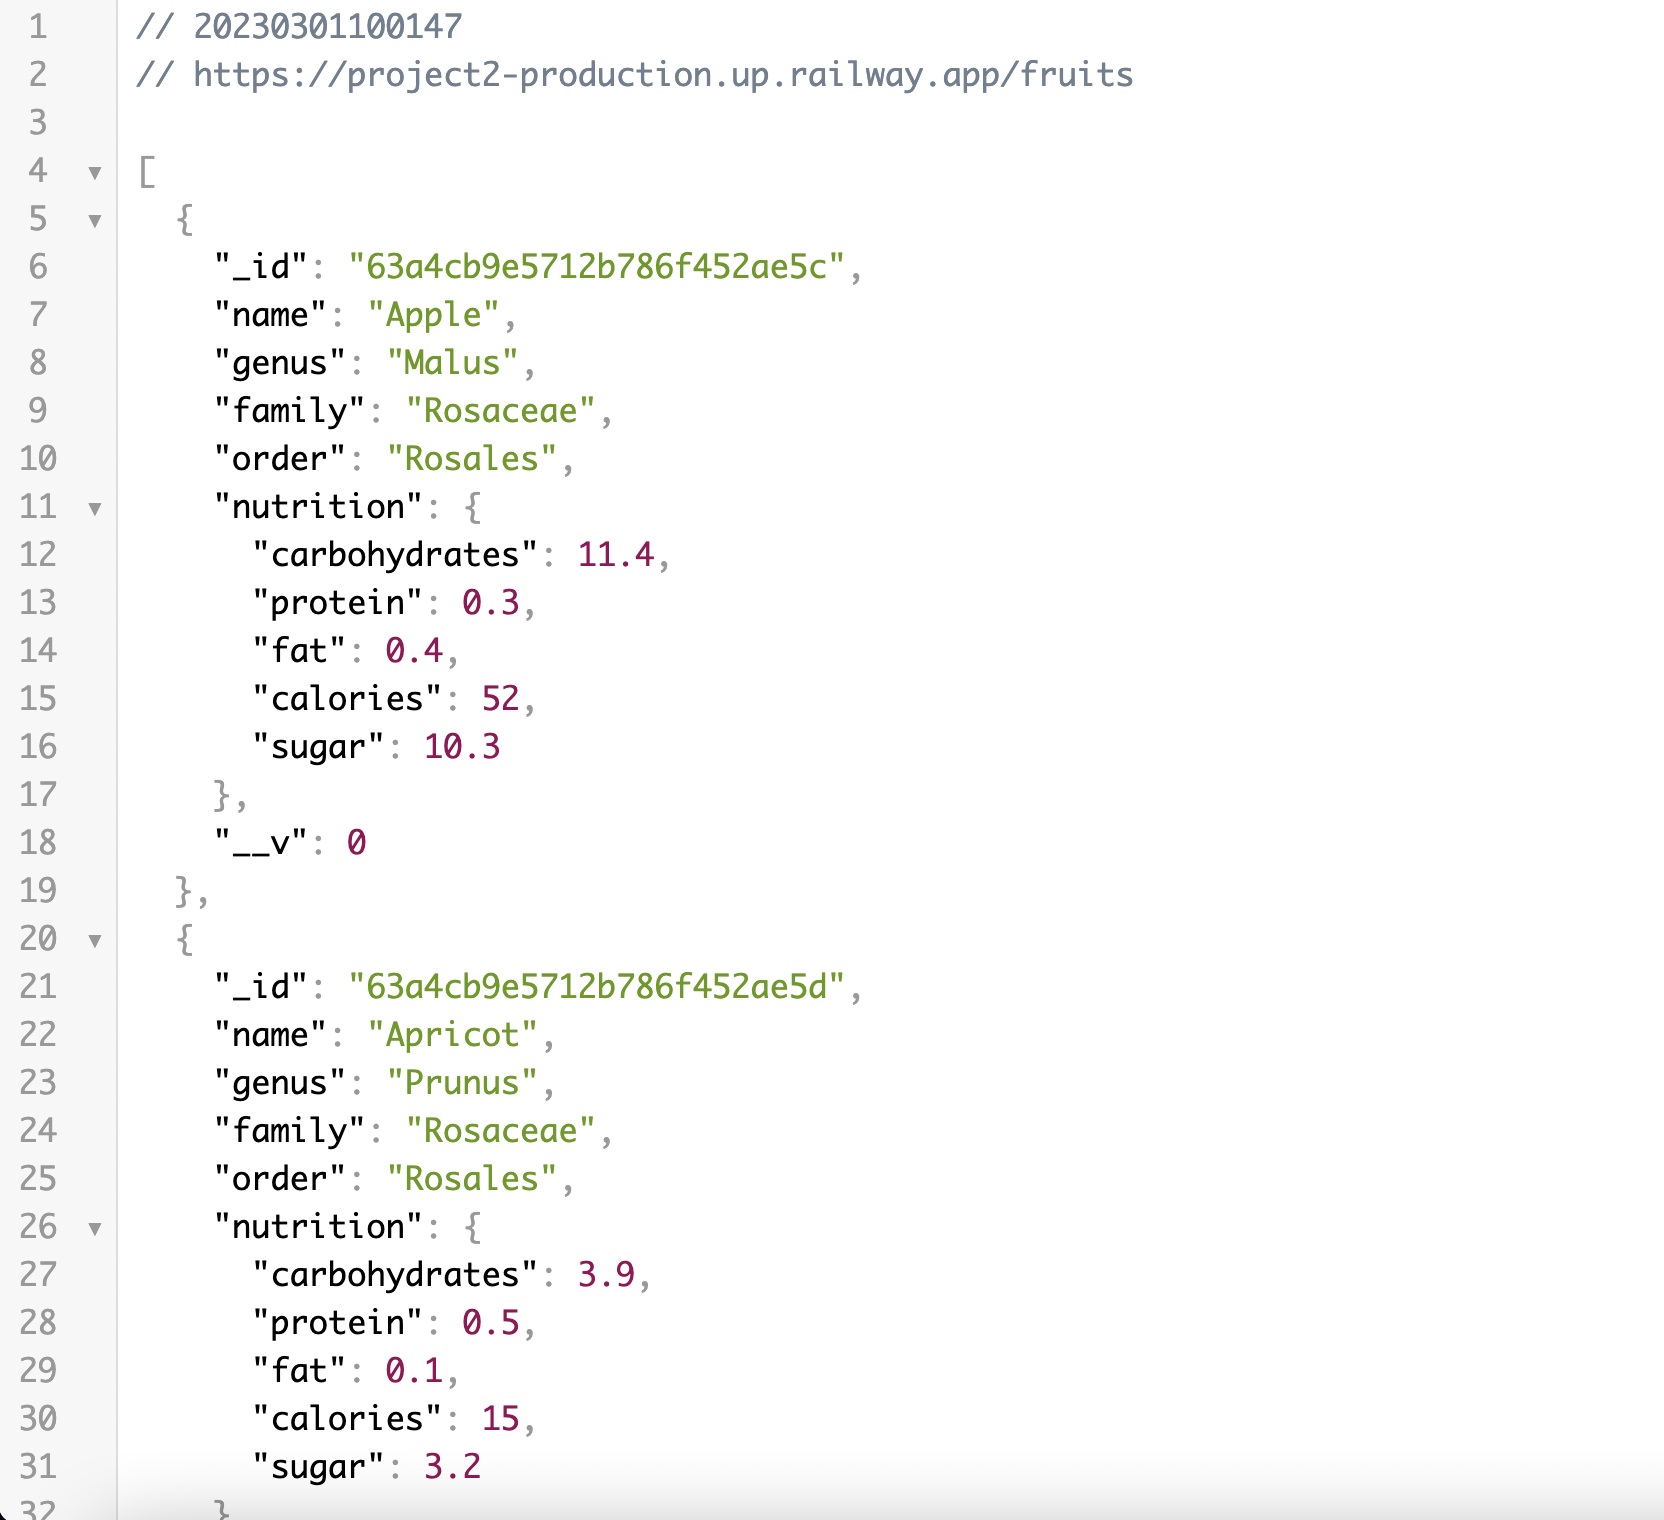 1 // 20230301100147
2 // https://project2-production.up.railway.app/fruits
3
4 ▼ [
5 ▼   {
6     "_id": "63a4cb9e5712b786f452ae5c",
7     "name": "Apple",
8     "genus": "Malus",
9     "family": "Rosaceae",
10     "order": "Rosales",
11 ▼     "nutrition": {
12       "carbohydrates": 11.4,
13       "protein": 0.3,
14       "fat": 0.4,
15       "calories": 52,
16       "sugar": 10.3
17     },
18     "__v": 0
19   },
20 ▼   {
21     "_id": "63a4cb9e5712b786f452ae5d",
22     "name": "Apricot",
23     "genus": "Prunus",
24     "family": "Rosaceae",
25     "order": "Rosales",
26 ▼     "nutrition": {
27       "carbohydrates": 3.9,
28       "protein": 0.5,
29       "fat": 0.1,
30       "calories": 15,
31       "sugar": 3.2
32     }